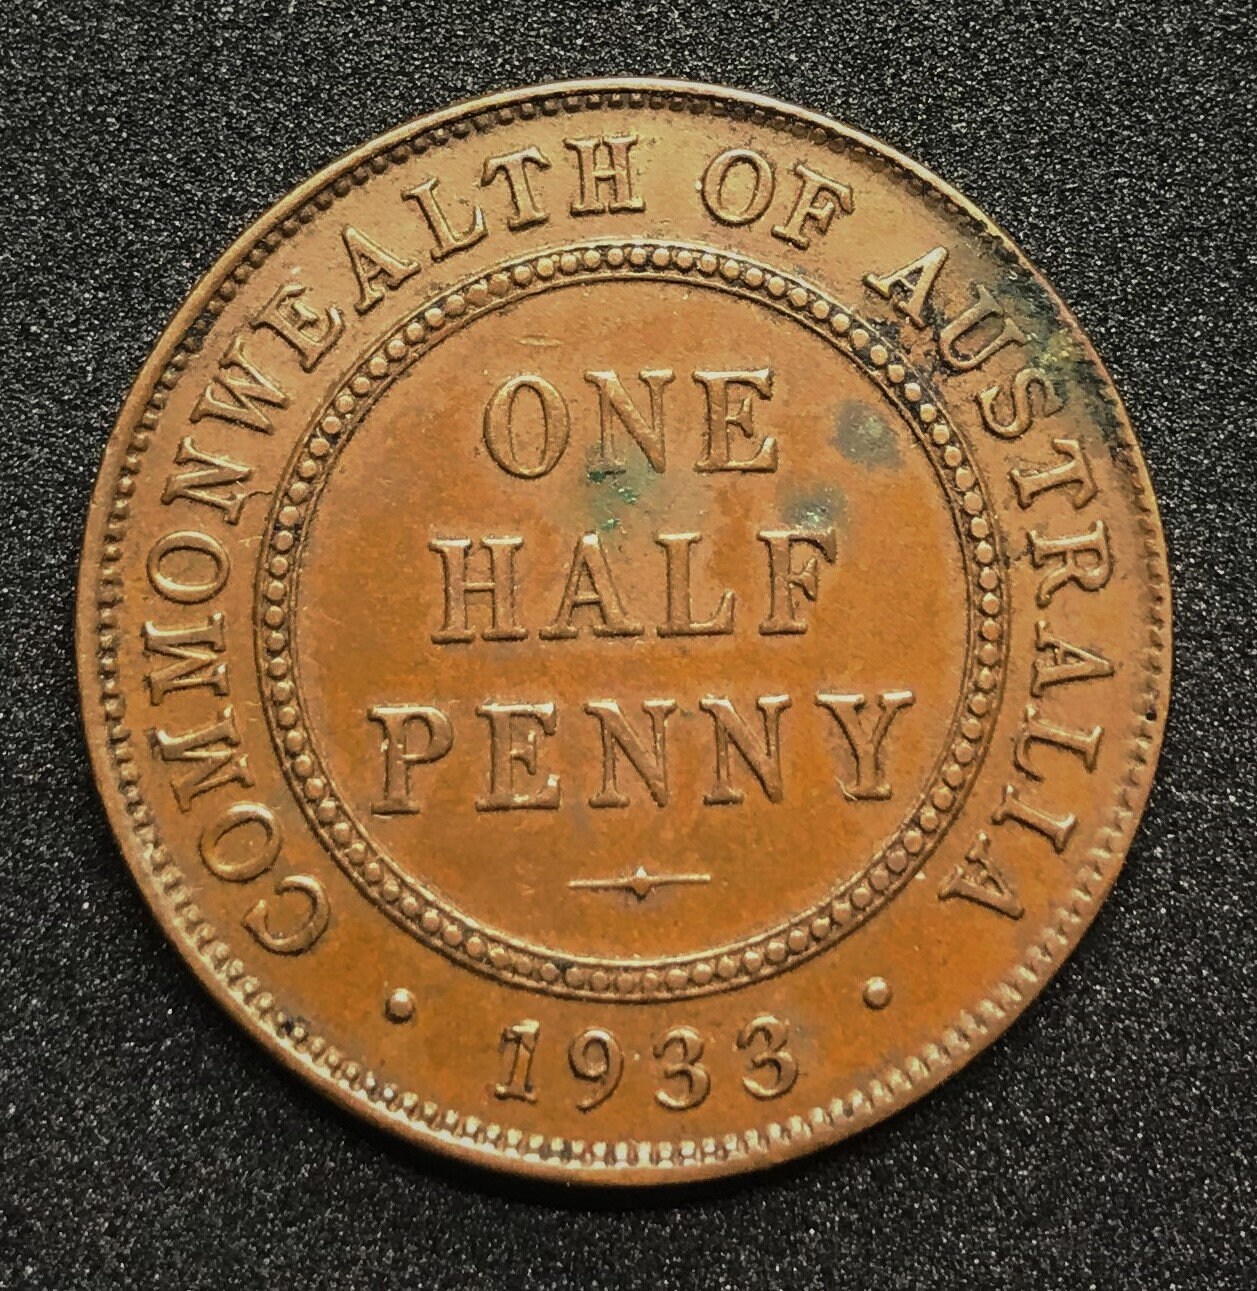 COMMONWEALTH OF AUSTRALIA
ONE
HALF
PENNY
· 1933 ·